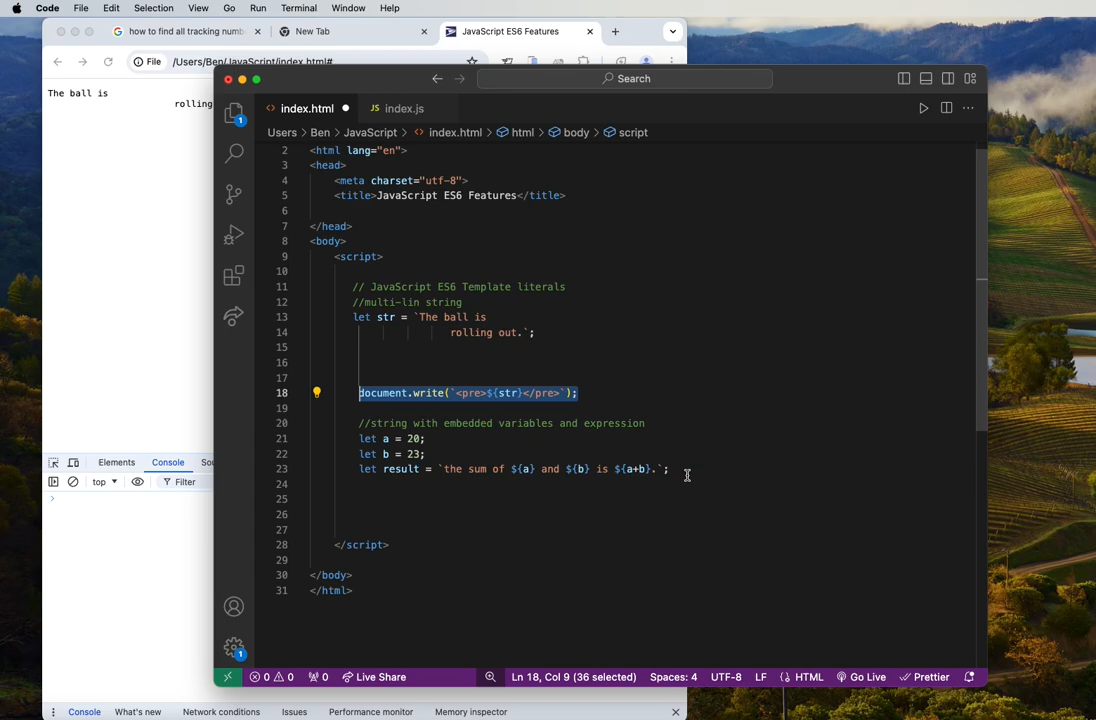 Code File Edit Selection View Go Run Terminal Window Help
how to find all tracking numb
New Tab
JavaScript ES6 Features
File /Users/Ben/JavaScript/index.html#
The ball is
rolling
Search
index.html
JS index.js
Users > Ben > JavaScript > index.html > html > body > script
2 <html lang="en">
3 <head>
4 <meta charset="utf-8">
5 <title>JavaScript ES6 Features</title>
6
7 </head>
8 <body>
9 <script>
10
11 // JavaScript ES6 Template literals
12 //multi-lin string
13 let str = `The ball is
14 rolling out.`;
15
16
17
18 document.write(`<pre>${str}</pre>`);
19
20 //string with embedded variables and expression
21 let a = 20;
22 let b = 23;
23 let result = `the sum of ${a} and ${b} is ${a+b}.`;
24
25
26
27
28 </script>
29
30 </body>
31 </html>
1
1
Elements Console Sou
top Filter
0 0 0 Live Share Ln 18, Col 9 (36 selected) Spaces: 4 UTF-8 LF {} HTML Go Live Prettier
Console What's new Network conditions Issues Performance monitor Memory inspector